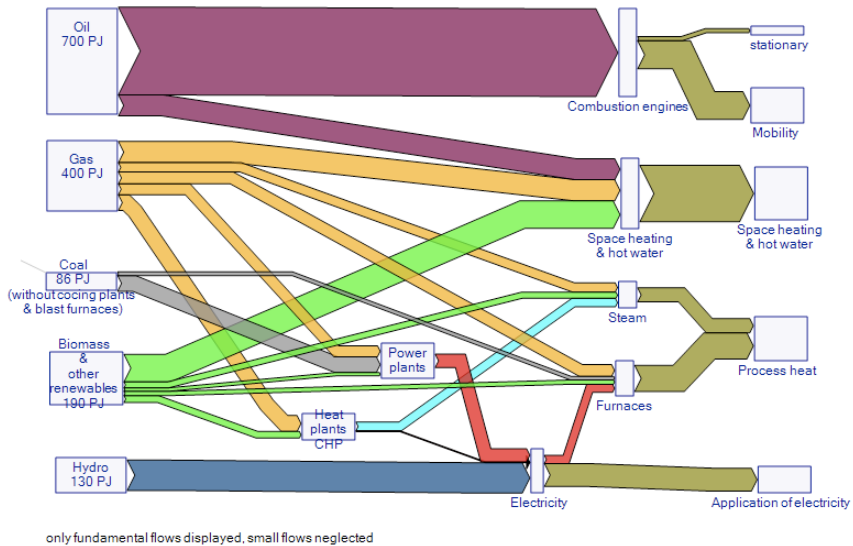 Oil
700 PJ
stationary
Combustion engines
Mobility
Gas
400 PJ
Space heating
& hot water
Space heating
& hot water
Coal
86 PJ
(without cocing plants
& blast furnaces)
Steam
Biomass
&
other
renewables
190 PJ
Power
plants
Process heat
Furnaces
Heat
plants
CHP
Hydro
130 PJ
Electricity
Application of electricity
only fundamental flows displayed, small flows neglected